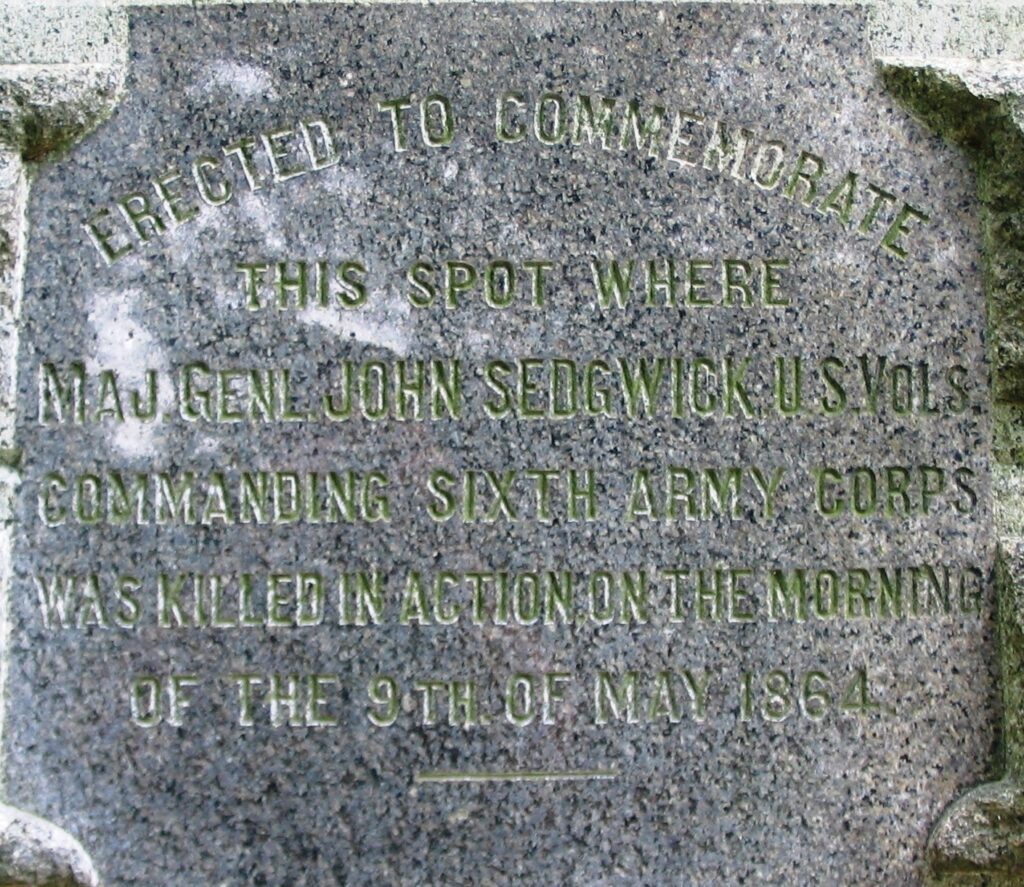 ERECTED TO COMMEMORATE
THIS SPOT WHERE
MAJ. GENL. JOHN SEDGWICK, U.S. VOLS.
COMMANDING SIXTH ARMY CORPS
WAS KILLED IN ACTION, ON THE MORNING
OF THE 9TH. OF MAY 1864.